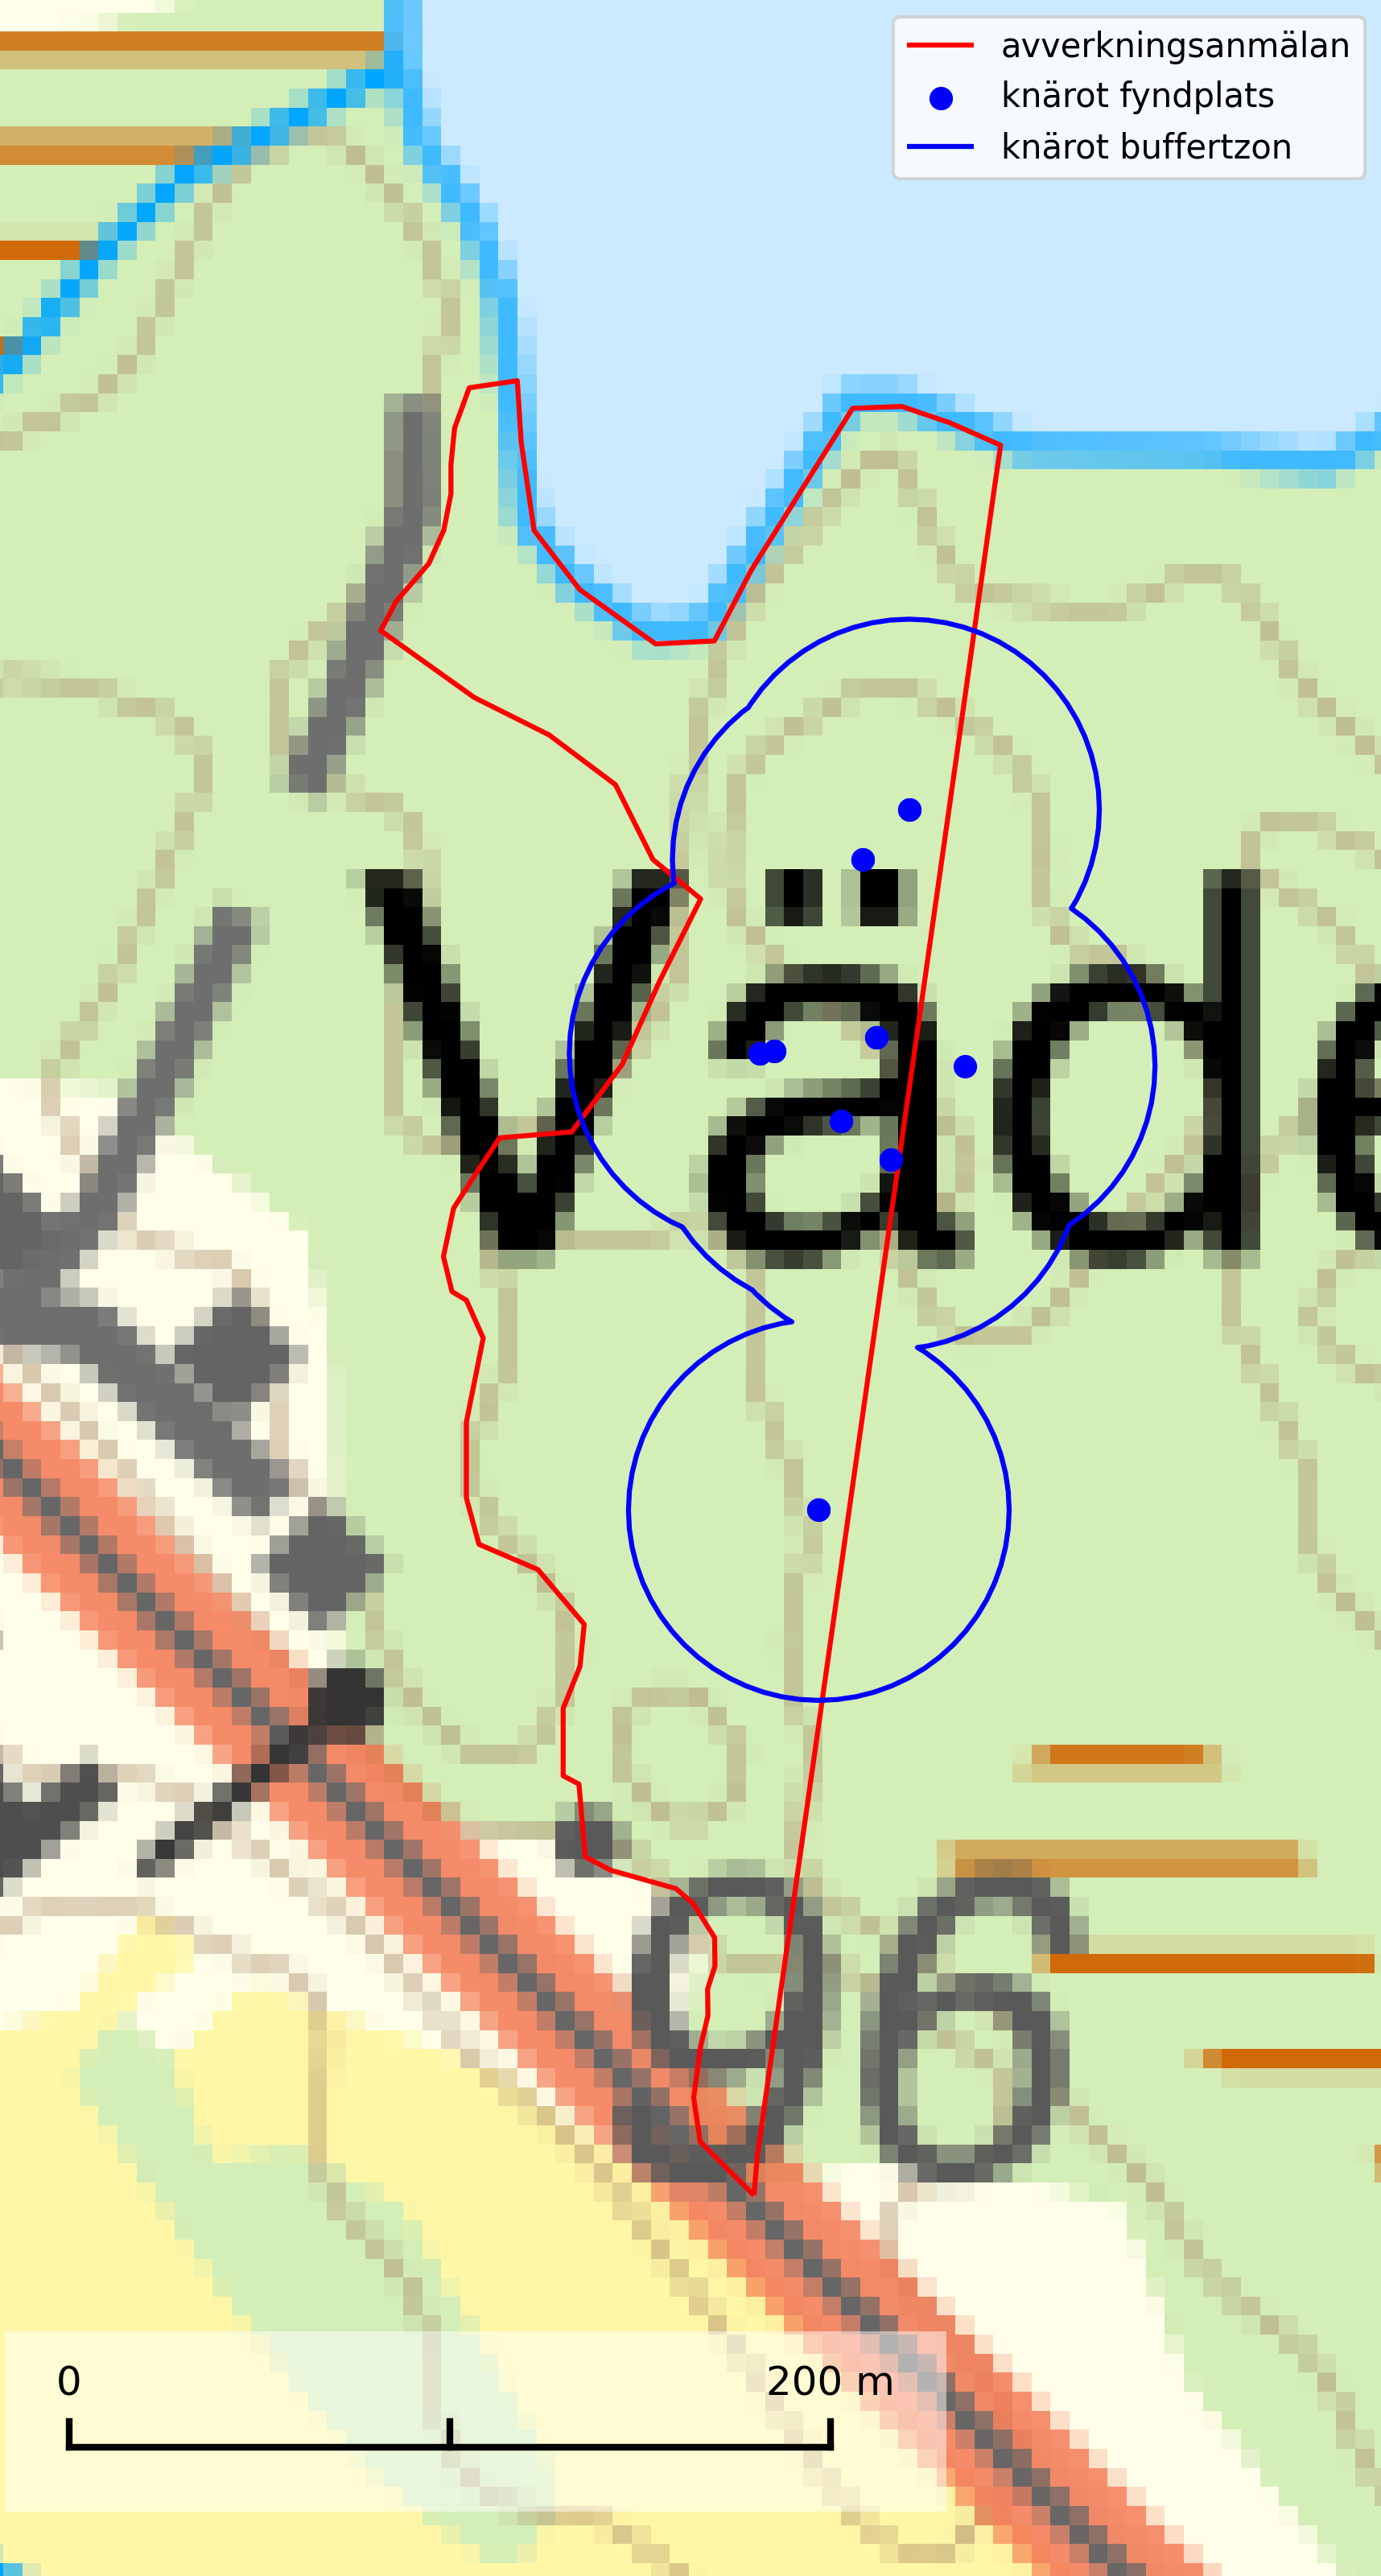 avverkningsanmälan
knärot fyndplats
knärot buffertzon
Väde
96
0 200 m